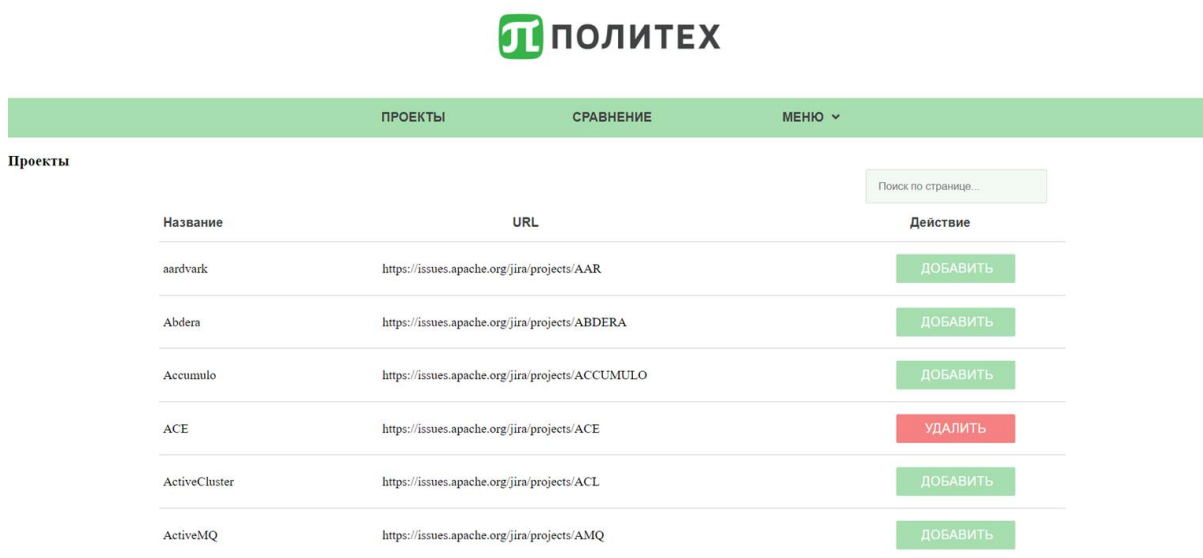 ПОЛИТЕХ
ПРОЕКТЫ СРАВНЕНИЕ МЕНЮ
Проекты
Поиск по странице...
Название URL Действие
aardvark https://issues.apache.org/jira/projects/AAR ДОБАВИТЬ
Abdera https://issues.apache.org/jira/projects/ABDERA ДОБАВИТЬ
Accumulo https://issues.apache.org/jira/projects/ACCUMULO ДОБАВИТЬ
ACE https://issues.apache.org/jira/projects/ACE УДАЛИТЬ
ActiveCluster https://issues.apache.org/jira/projects/ACL ДОБАВИТЬ
ActiveMQ https://issues.apache.org/jira/projects/AMQ ДОБАВИТЬ